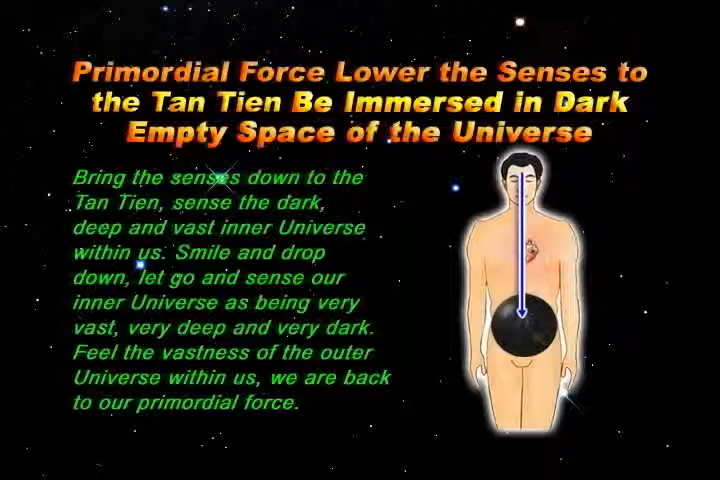 Primordial Force Lower the Senses to
the Tan Tien Be Immersed in Dark
Empty Space of the Universe
Bring the senses down to the
Tan Tien, sense the dark,
deep and vast inner Universe
within us. Smile and drop
down, let go and sense our
inner Universe as being very
vast, very deep and very dark.
Feel the vastness of the outer
Universe within us, we are back
to our primordial force.